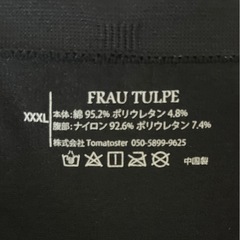 FRAU TULPE
XXXL
本体：綿 95.2% ポリウレタン 4.8%
腹部：ナイロン 92.6% ポリウレタン 7.4%
株式会社 Tomatoster 050-5899-9625
中国製